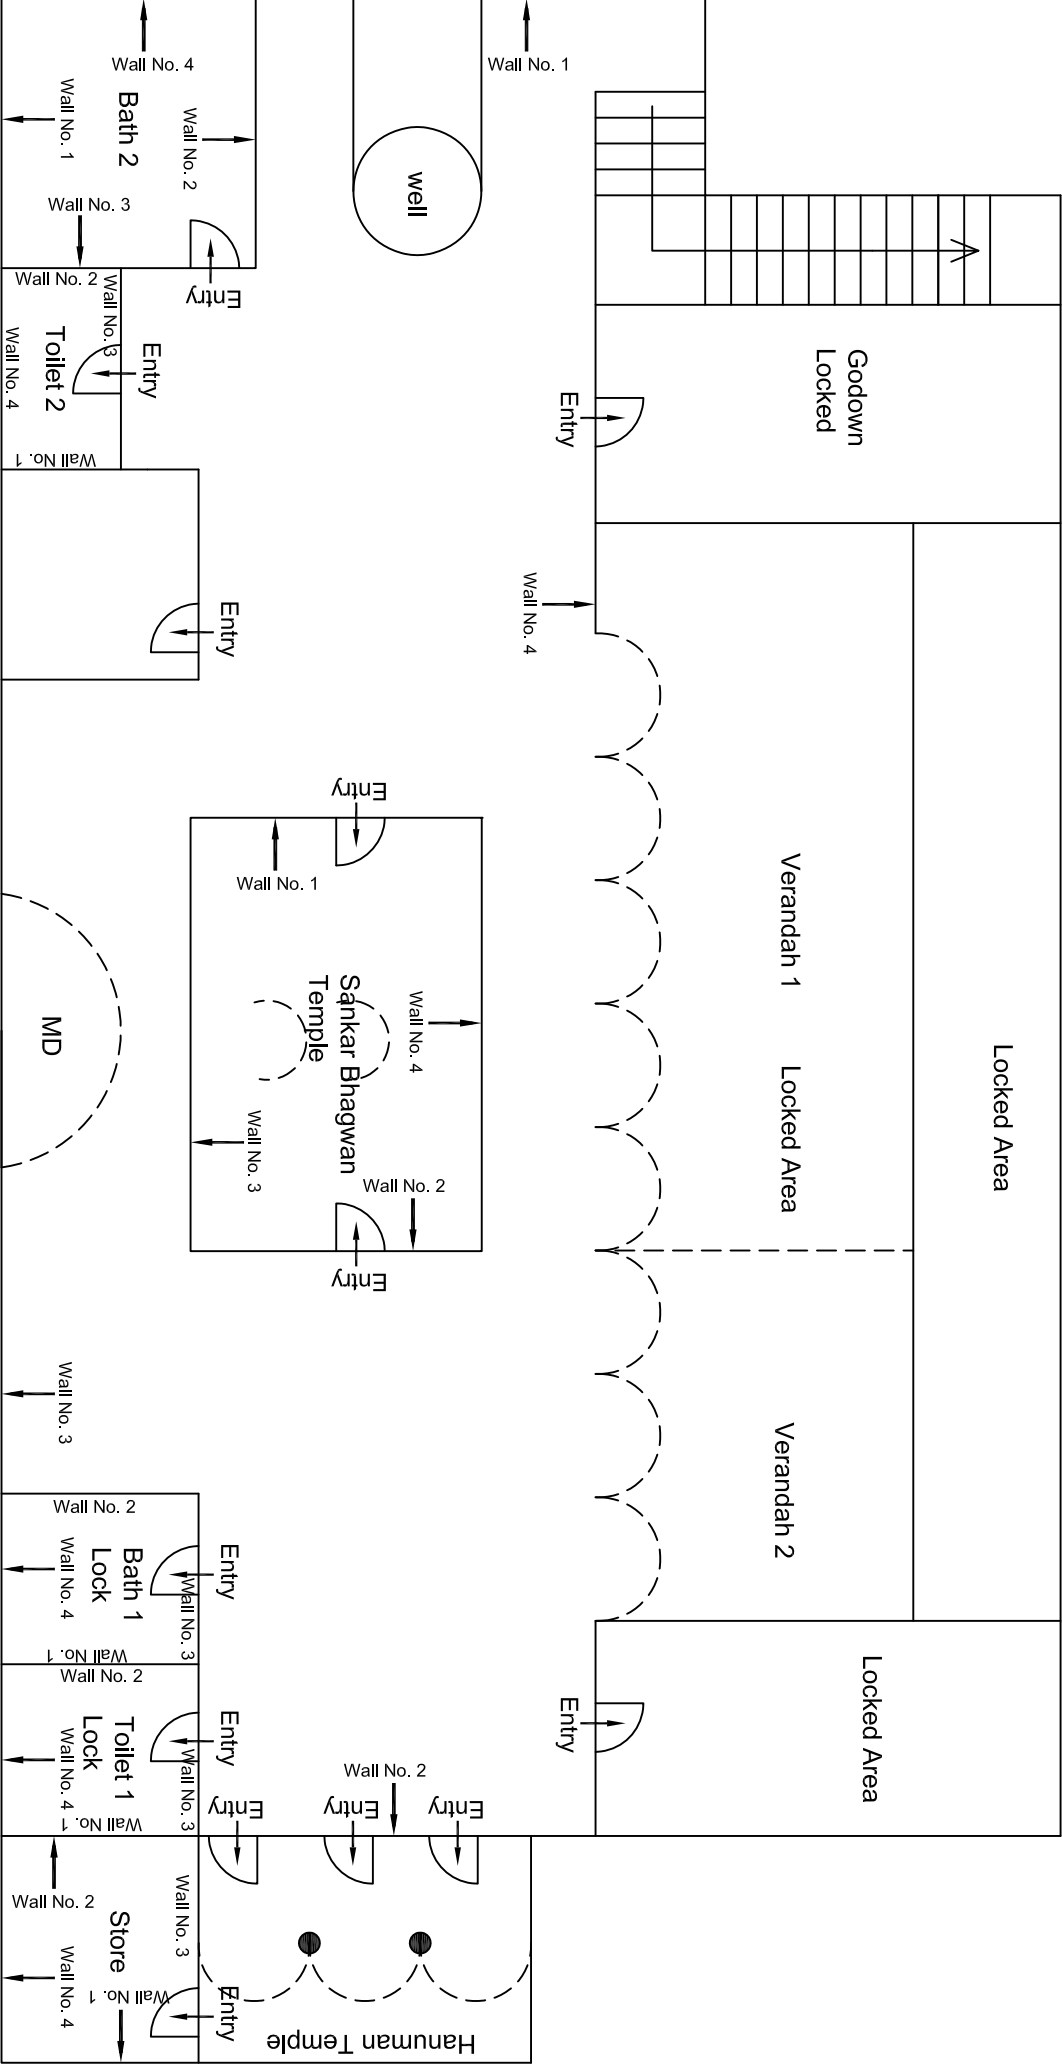 Wall No. 4
Wall No. 1
Bath 2
Wall No. 1
Wall No. 2
Wall No. 3
well
Entry
Wall No. 2
Wall No. 3
Toilet 2
Wall No. 4
Entry
Wall No. 1
Godown
Locked
Entry
Entry
Wall No. 4
Entry
Wall No. 1
Verandah 1
Locked Area
Locked Area
Sankar Bhagwan
Temple
Wall No. 4
Wall No. 3
Wall No. 2
Entry
MD
Wall No. 3
Verandah 2
Wall No. 2
Bath 1
Lock
Wall No. 4
Entry
Wall No. 3
Wall No. 1
Wall No. 2
Toilet 1
Lock
Wall No. 4
Entry
Wall No. 3
Wall No. 1
Entry
Locked Area
Wall No. 2
Entry
Entry
Entry
Wall No. 2
Store
Wall No. 3
Wall No. 4
Wall No. 1
Entry
Hanuman Temple